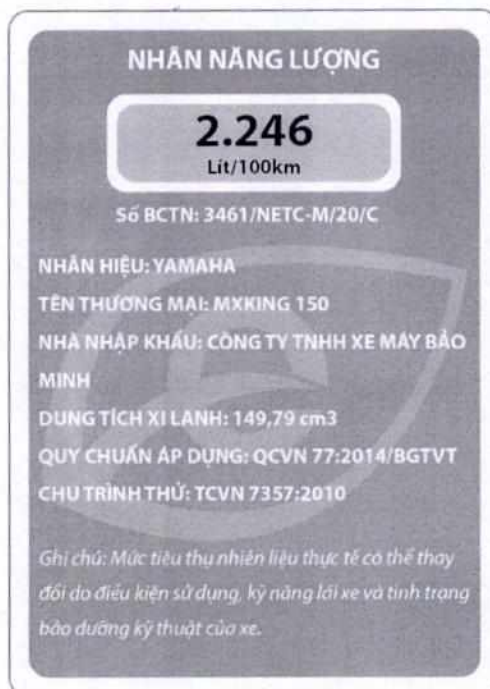 NHÃN NĂNG LƯỢNG
2.246
Lít/100km
Số BCTN: 3461/NETC-M/20/C
NHÃN HIỆU: YAMAHA
TÊN THƯƠNG MẠI: MXKING 150
NHÀ NHẬP KHẨU: CÔNG TY TNHH XE MÁY BẢO
MINH
DUNG TÍCH XI LANH: 149,79 cm3
QUY CHUẨN ÁP DỤNG: QCVN 77:2014/BGTVT
CHU TRÌNH THỬ: TCVN 7357:2010
Ghi chú: Mức tiêu thụ nhiên liệu thực tế có thể thay
đổi do điều kiện sử dụng, kỹ năng lái xe và tình trạng
bảo dưỡng kỹ thuật của xe.